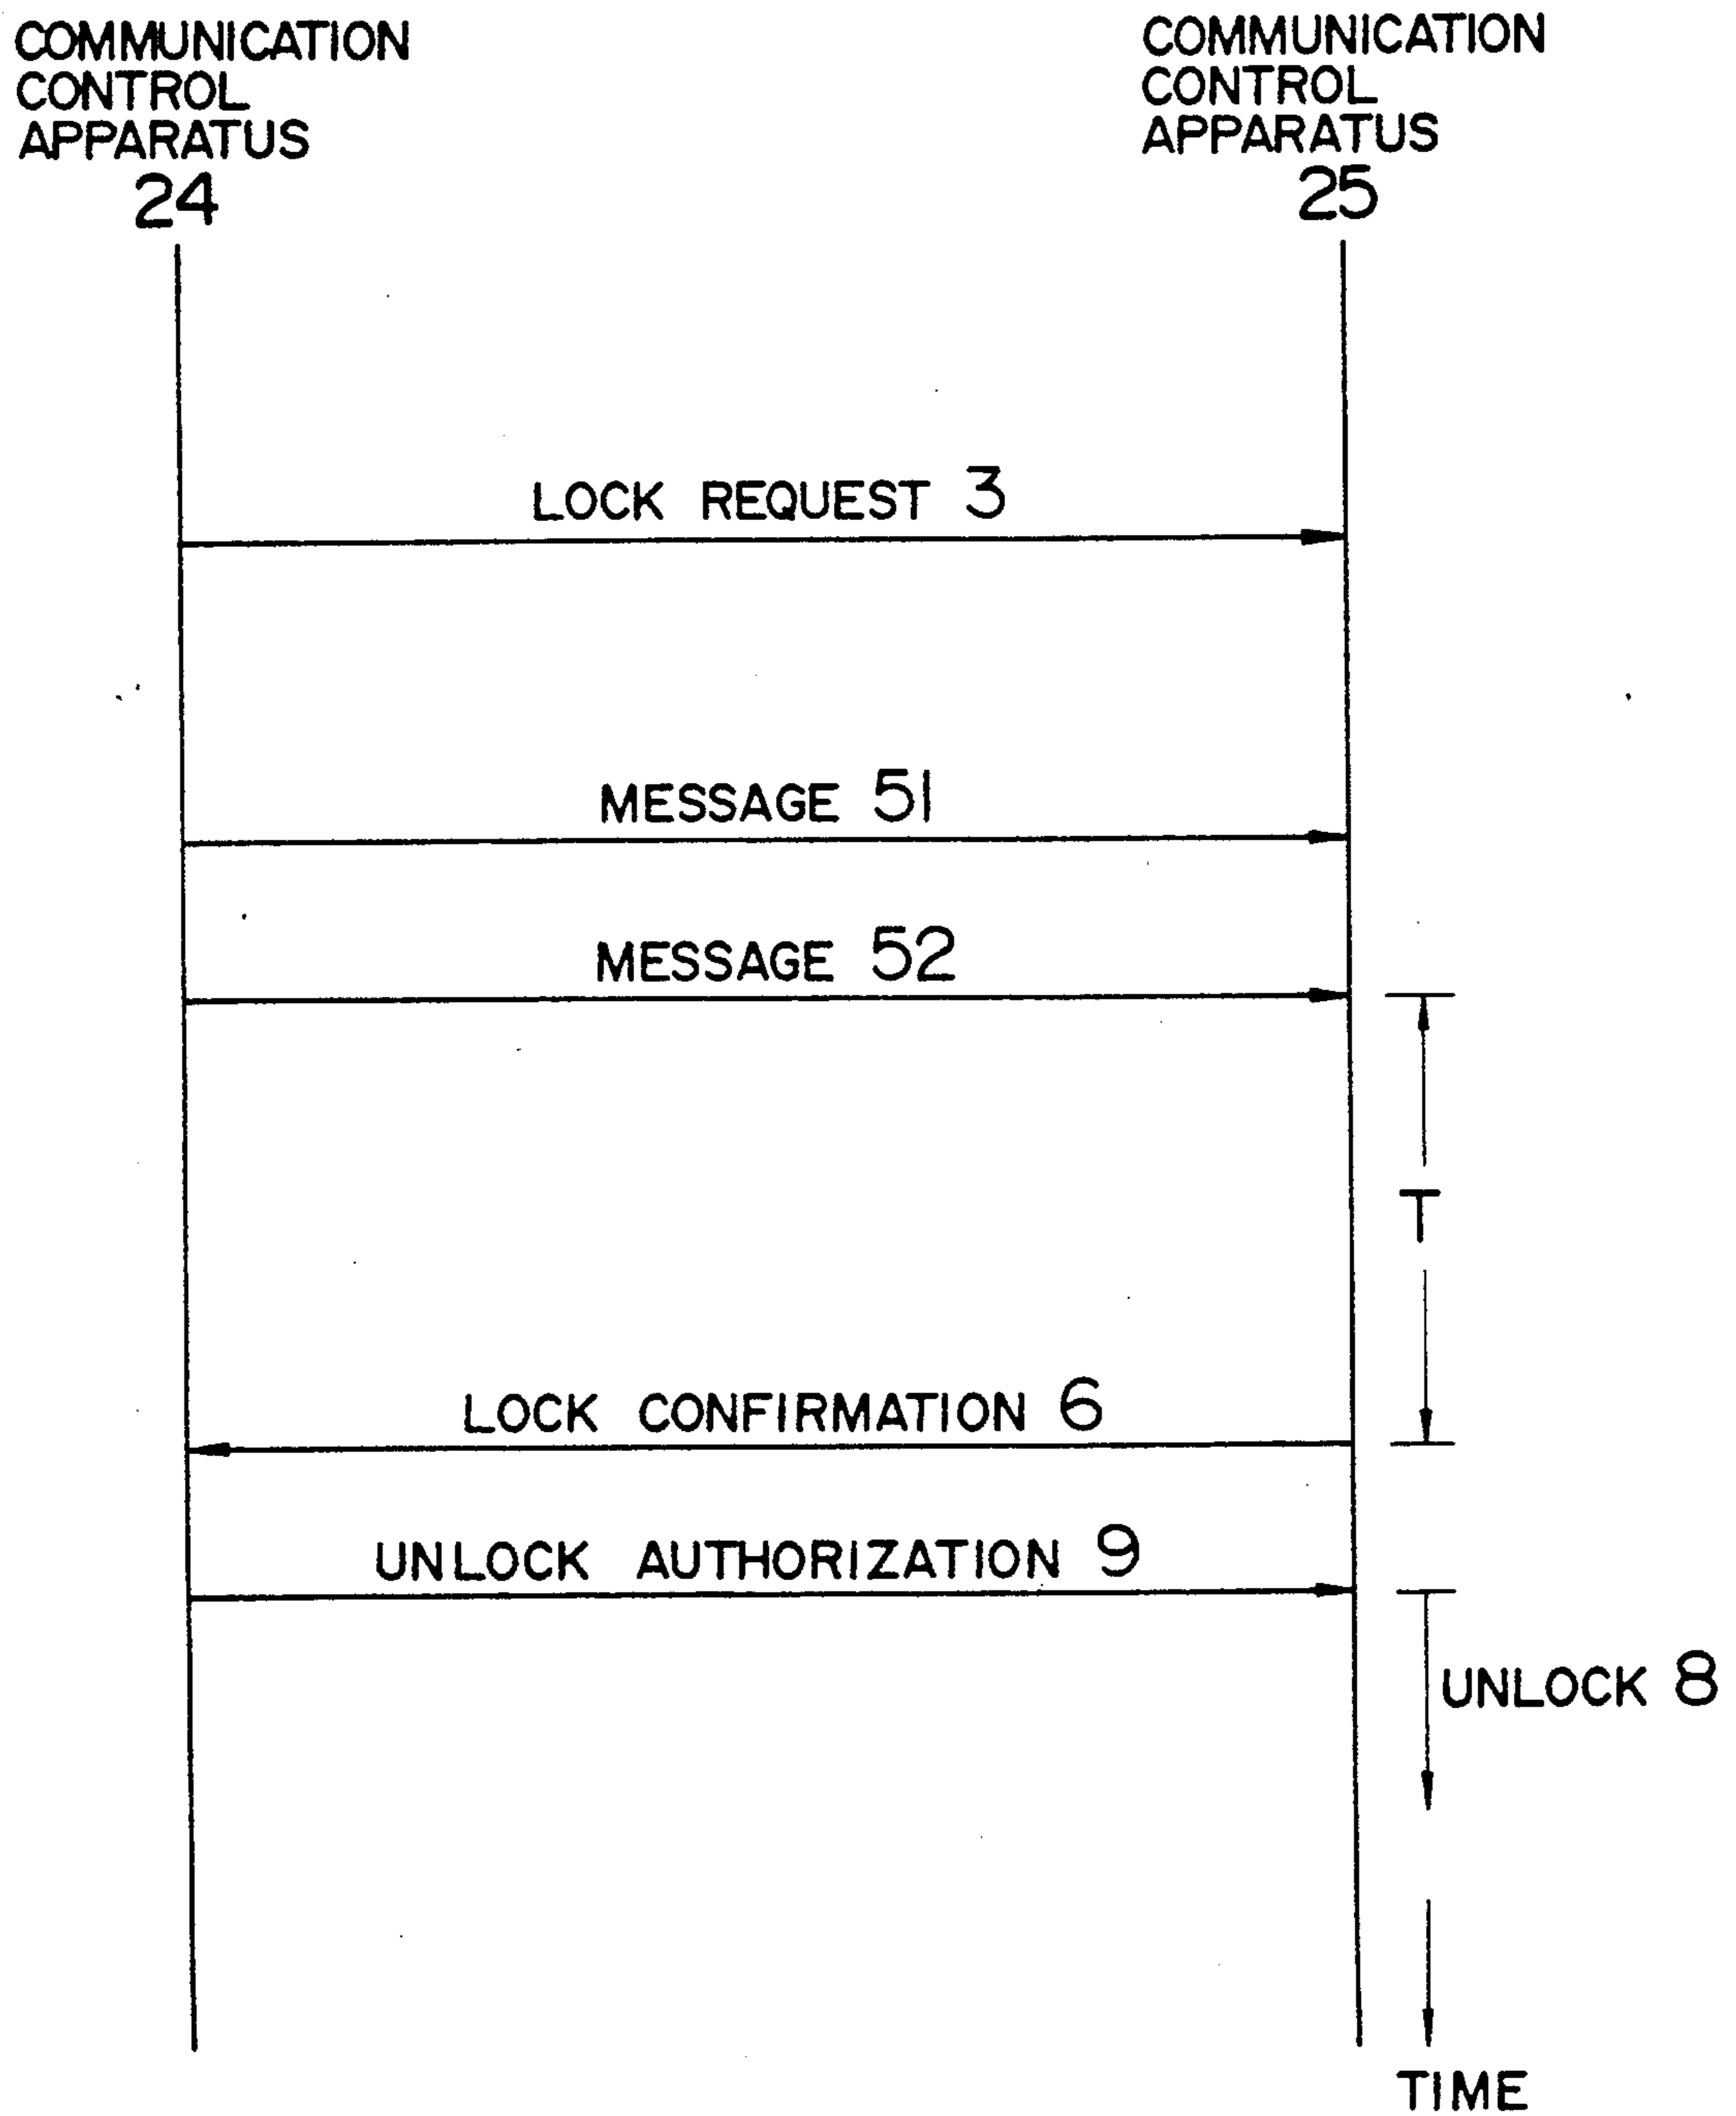 COMMUNICATION
CONTROL
APPARATUS
24
COMMUNICATION
CONTROL
APPARATUS
25
LOCK REQUEST 3
MESSAGE 51
MESSAGE 52
T
LOCK CONFIRMATION 6
UNLOCK AUTHORIZATION 9
UNLOCK 8
TIME